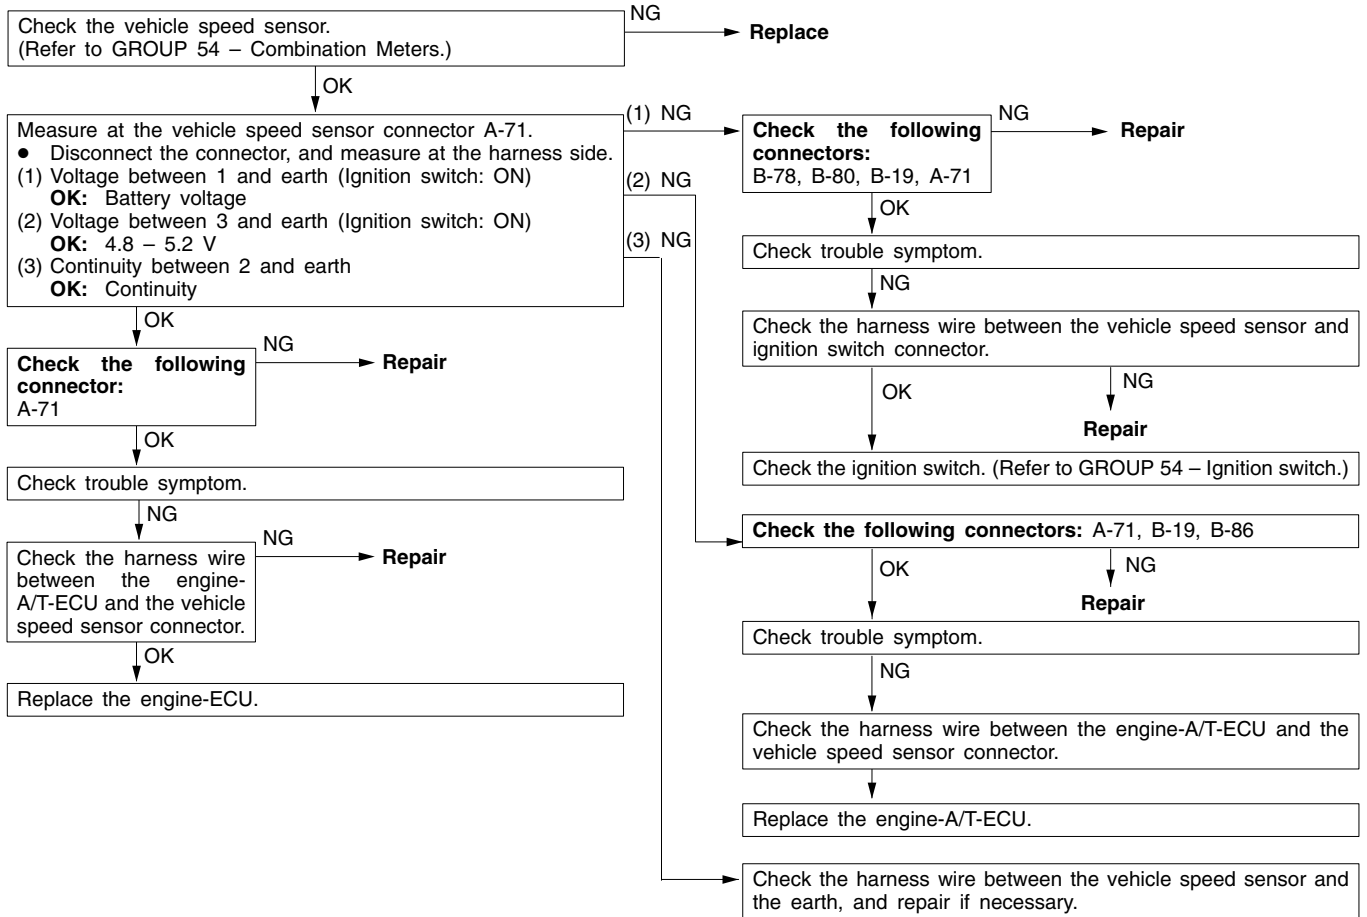 Check the vehicle speed sensor.
(Refer to GROUP 54 – Combination Meters.)
NG
Replace
OK
Measure at the vehicle speed sensor connector A-71.
● Disconnect the connector, and measure at the harness side.
(1) Voltage between 1 and earth (Ignition switch: ON)
OK: Battery voltage
(2) Voltage between 3 and earth (Ignition switch: ON)
OK: 4.8 – 5.2 V
(3) Continuity between 2 and earth
OK: Continuity
OK
Check the following
connector:
A-71
NG
Repair
OK
Check trouble symptom.
NG
Check the harness wire
between the engine-
A/T-ECU and the vehicle
speed sensor connector.
NG
Repair
OK
Replace the engine-ECU.
(1) NG
Check the following
connectors:
B-78, B-80, B-19, A-71
NG
Repair
OK
Check trouble symptom.
NG
Check the harness wire between the vehicle speed sensor and
ignition switch connector.
OK
NG
Repair
Check the ignition switch. (Refer to GROUP 54 – Ignition switch.)
(2) NG
Check the following connectors: A-71, B-19, B-86
OK
NG
Repair
Check trouble symptom.
NG
Check the harness wire between the engine-A/T-ECU and the
vehicle speed sensor connector.
Replace the engine-A/T-ECU.
(3) NG
Check the harness wire between the vehicle speed sensor and
the earth, and repair if necessary.